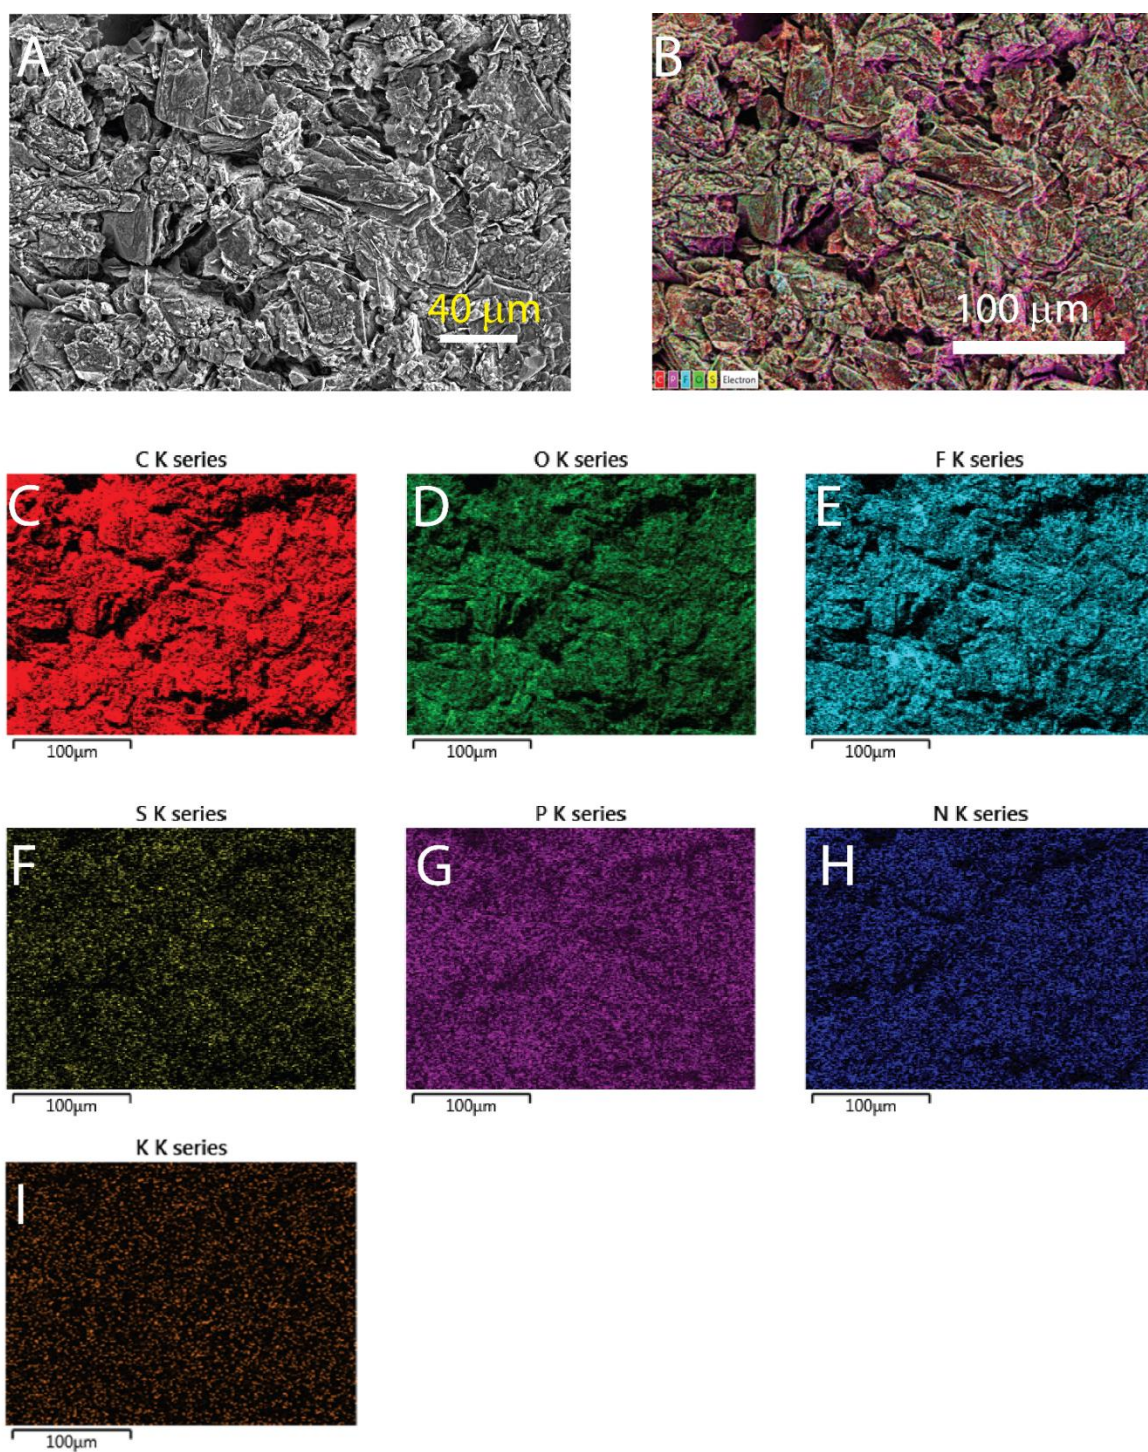 A
40 μm
B
100 μm
C P F O S Electron
C K series
O K series
F K series
C
D
E
100μm
100μm
100μm
S K series
P K series
N K series
F
G
H
100μm
100μm
100μm
K K series
I
100μm